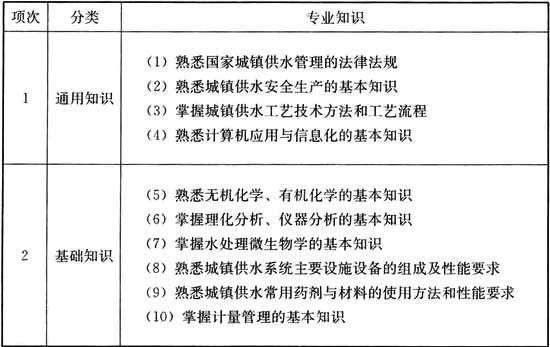 项次 分类 专业知识
(1) 熟悉国家城镇供水管理的法律法规
(2) 熟悉城镇供水安全生产的基本知识
1 通用知识
(3) 掌握城镇供水工艺技术方法和工艺流程
(4) 熟悉计算机应用与信息化的基本知识
(5) 熟悉无机化学、有机化学的基本知识
(6) 掌握理化分析、仪器分析的基本知识
(7) 掌握水处理微生物学的基本知识
2 基础知识
(8) 熟悉城镇供水系统主要设施设备的组成及性能要求
(9) 熟悉城镇供水常用药剂与材料的使用方法和性能要求
(10) 掌握计量管理的基本知识